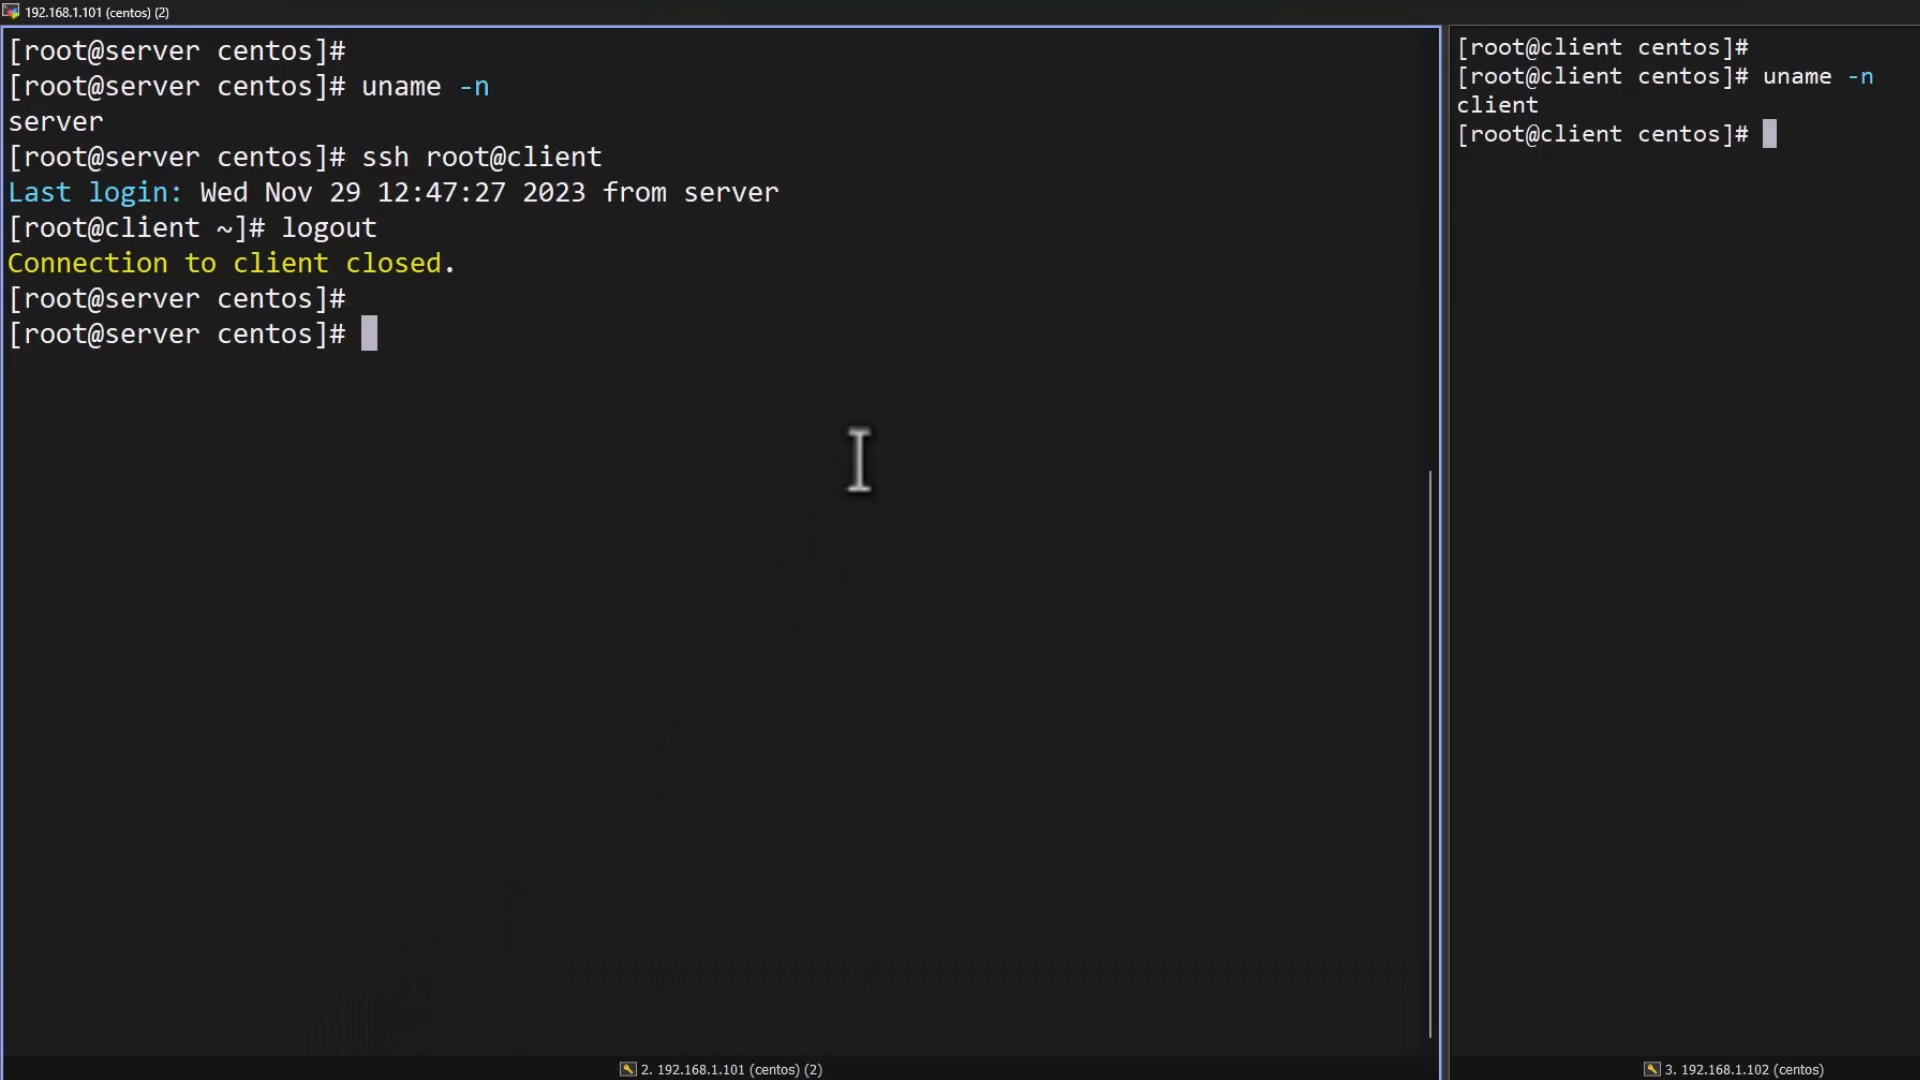 192.168.1.101 (centos) (2)
[root@server centos]#
[root@server centos]# uname -n
server
[root@server centos]# ssh root@client
Last login: Wed Nov 29 12:47:27 2023 from server
[root@client ~]# logout
Connection to client closed.
[root@server centos]#
[root@server centos]#
2. 192.168.1.101 (centos) (2)
[root@client centos]#
[root@client centos]# uname -n
client
[root@client centos]#
3. 192.168.1.102 (centos)